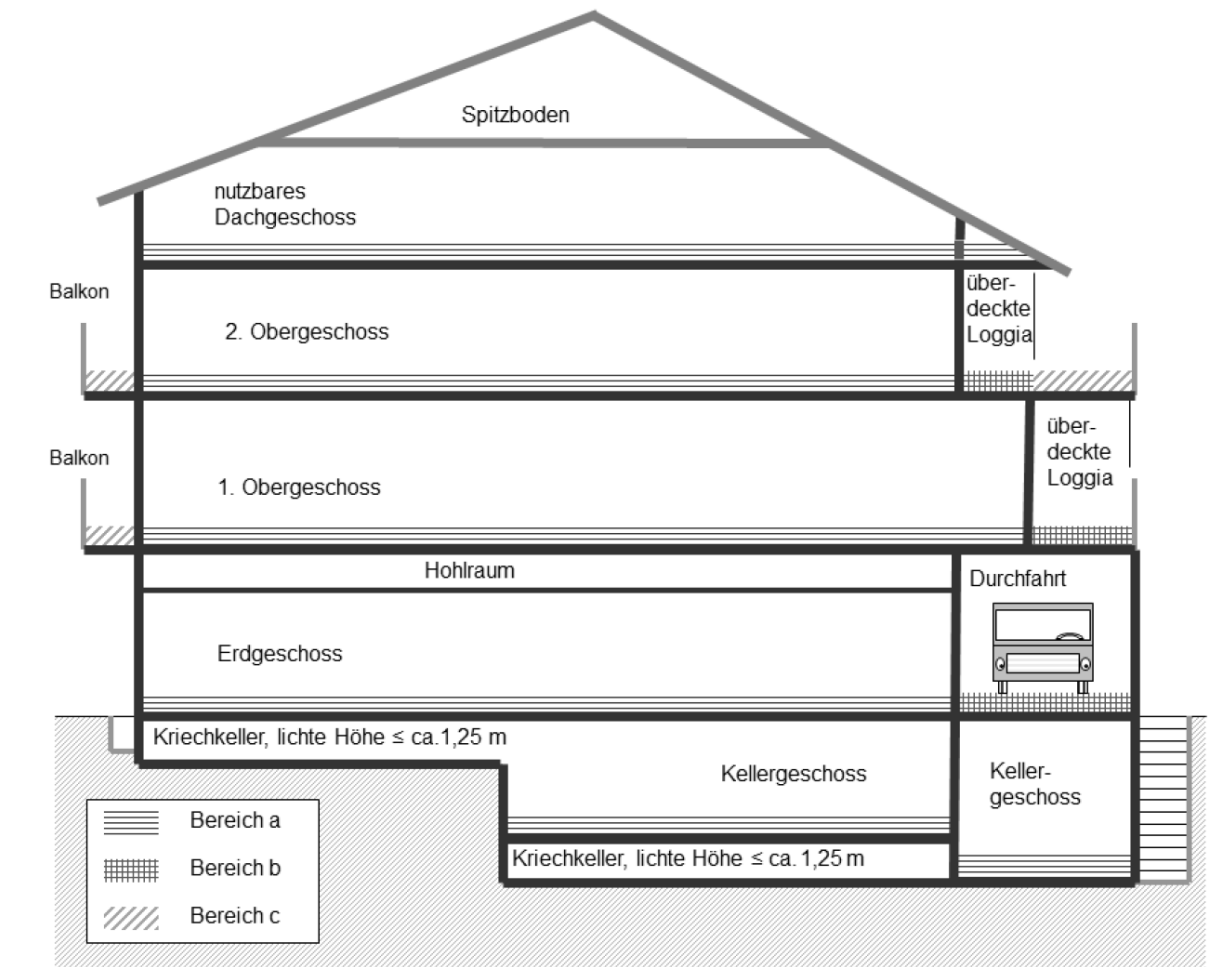 Spitzboden
nutzbares
Dachgeschoss
Balkon
2. Obergeschoss
über-
deckte
Loggia
Balkon
1. Obergeschoss
über-
deckte
Loggia
Hohlraum
Durchfahrt
Erdgeschoss
Kriechkeller, lichte Höhe ≤ ca.1,25 m
Kellergeschoss
Keller-
geschoss
Kriechkeller, lichte Höhe ≤ ca. 1,25 m
Bereich a
Bereich b
Bereich c